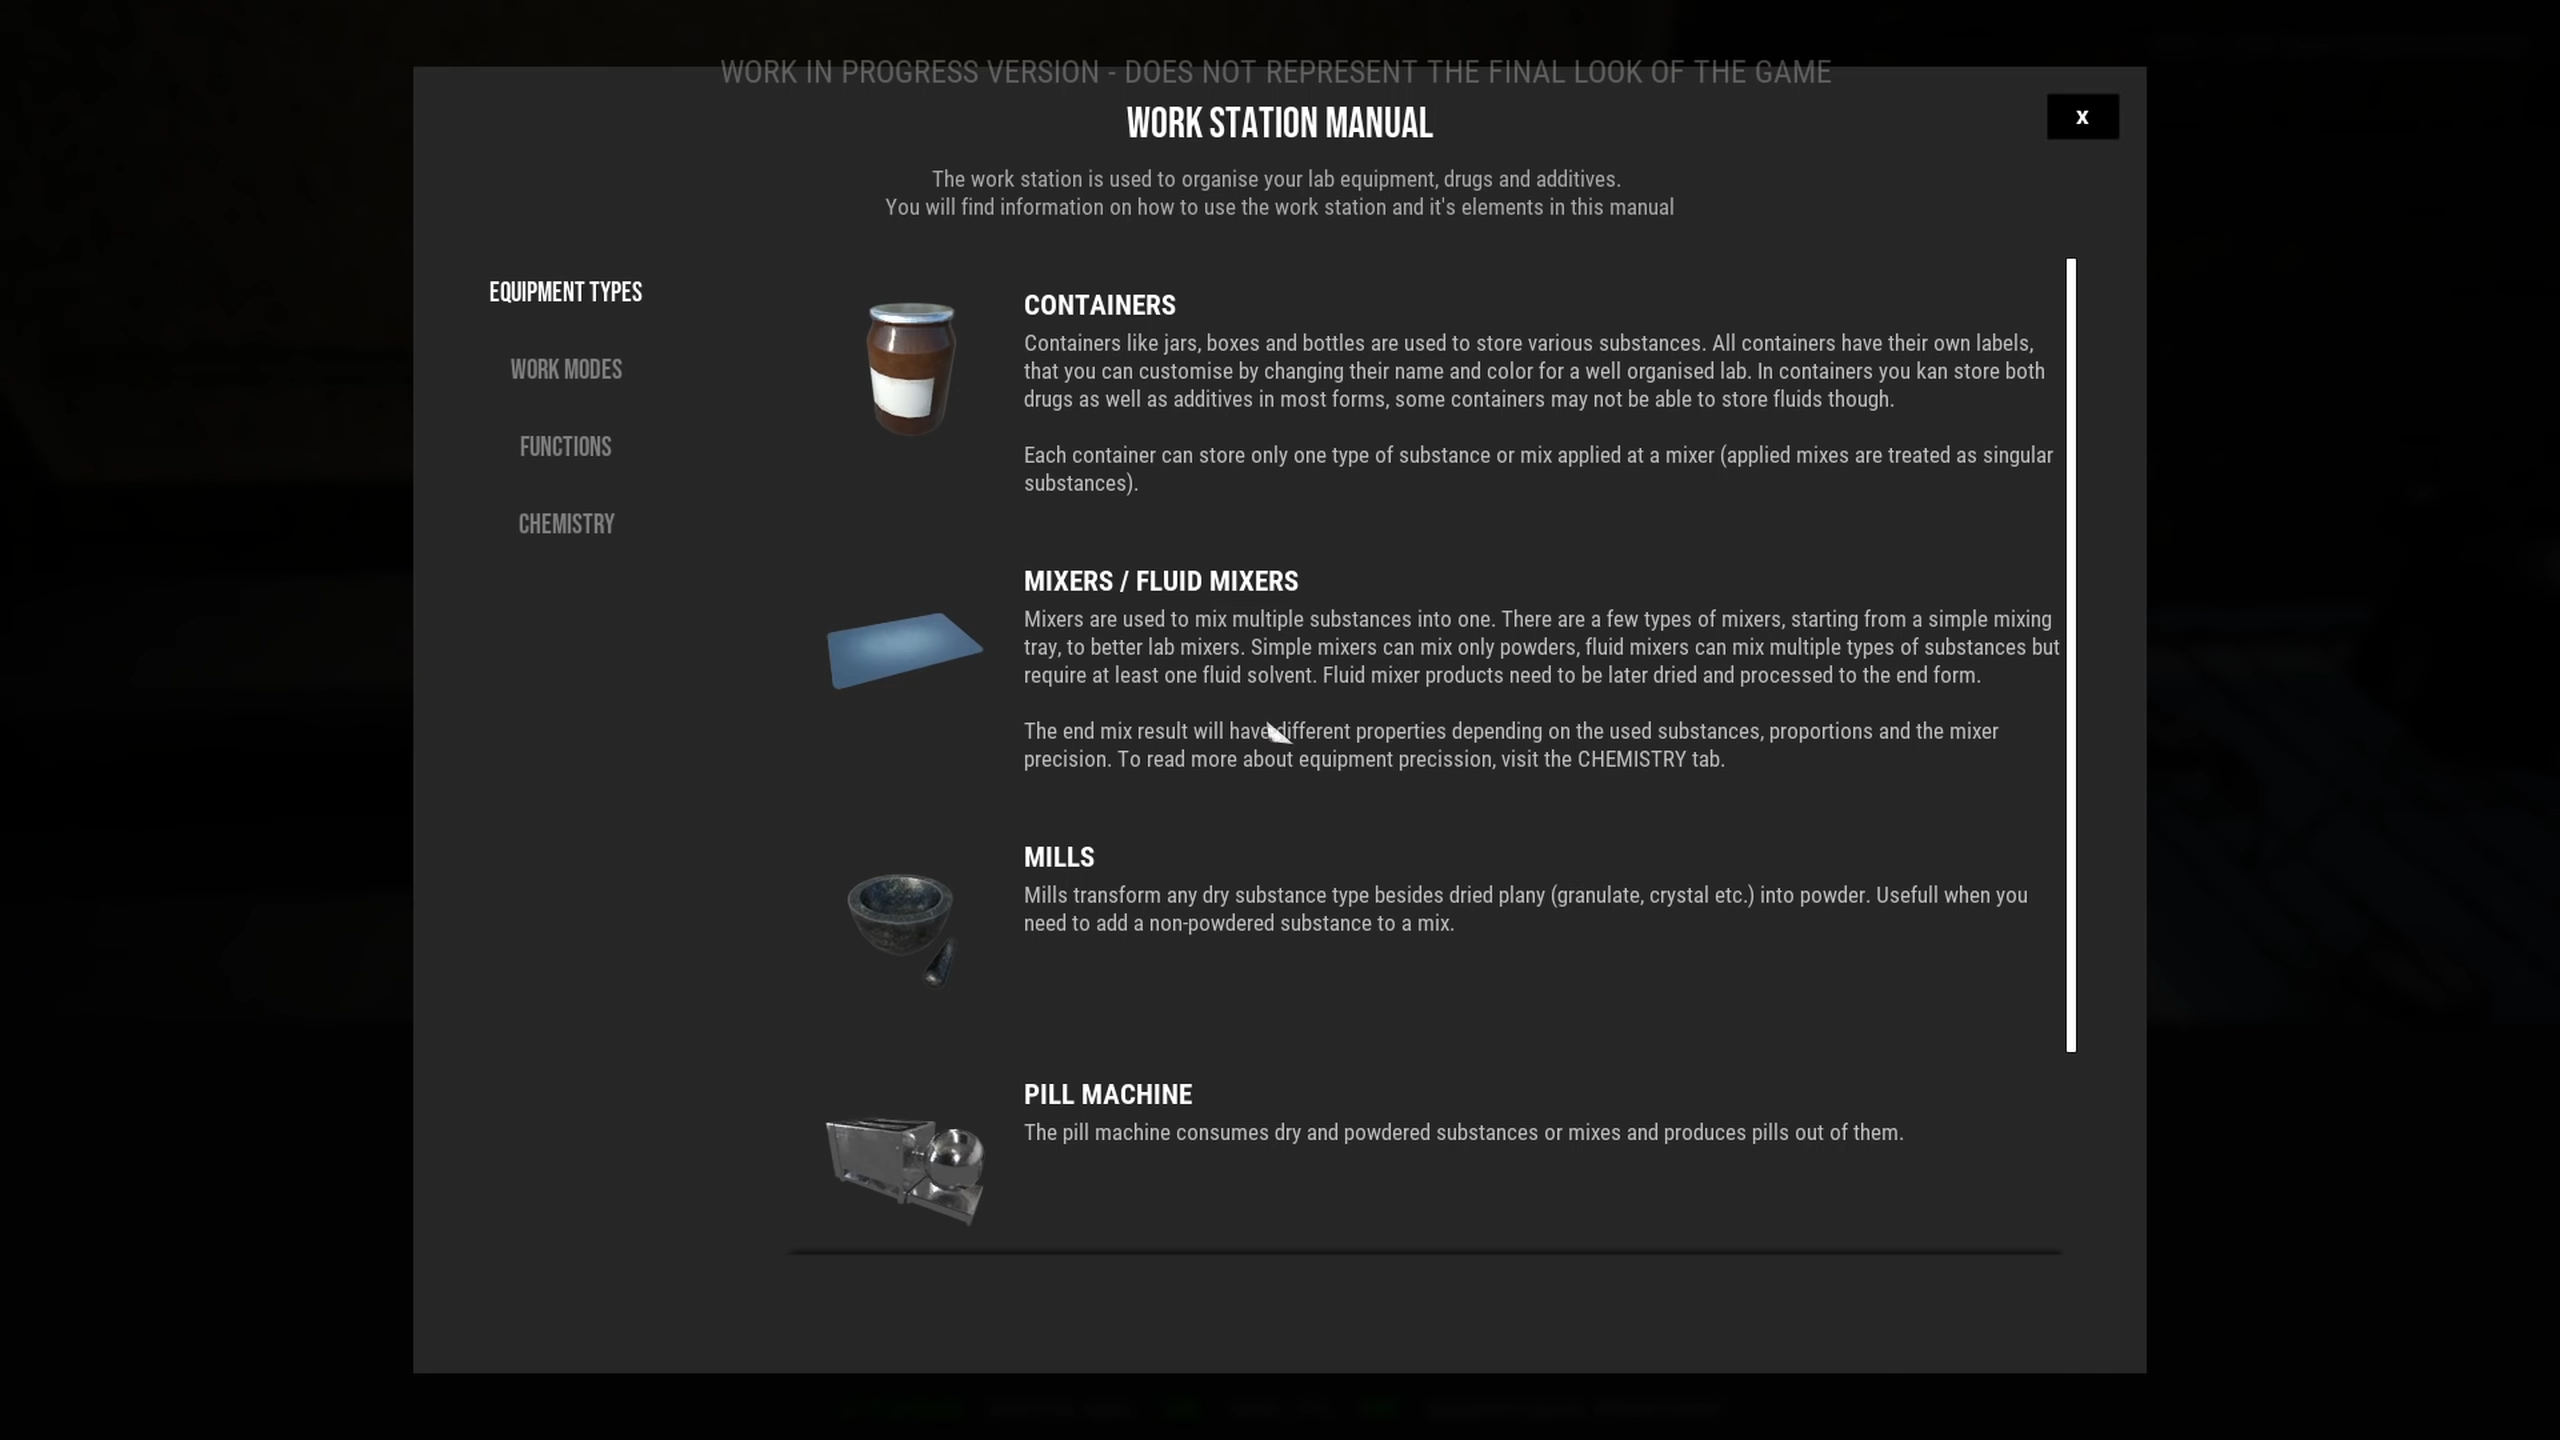 WORK IN PROGRESS VERSION - DOES NOT REPRESENT THE FINAL LOOK OF THE GAME
WORK STATION MANUAL
X
The work station is used to organise your lab equipment, drugs and additives.
You will find information on how to use the work station and it's elements in this manual
EQUIPMENT TYPES
WORK MODES
FUNCTIONS
CHEMISTRY
CONTAINERS
Containers like jars, boxes and bottles are used to store various substances. All containers have their own labels,
that you can customise by changing their name and color for a well organised lab. In containers you kan store both
drugs as well as additives in most forms, some containers may not be able to store fluids though.
Each container can store only one type of substance or mix applied at a mixer (applied mixes are treated as singular
substances).
MIXERS / FLUID MIXERS
Mixers are used to mix multiple substances into one. There are a few types of mixers, starting from a simple mixing
tray, to better lab mixers. Simple mixers can mix only powders, fluid mixers can mix multiple types of substances but
require at least one fluid solvent. Fluid mixer products need to be later dried and processed to the end form.
The end mix result will have different properties depending on the used substances, proportions and the mixer
precision. To read more about equipment precission, visit the CHEMISTRY tab.
MILLS
Mills transform any dry substance type besides dried plany (granulate, crystal etc.) into powder. Usefull when you
need to add a non-powdered substance to a mix.
PILL MACHINE
The pill machine consumes dry and powdered substances or mixes and produces pills out of them.